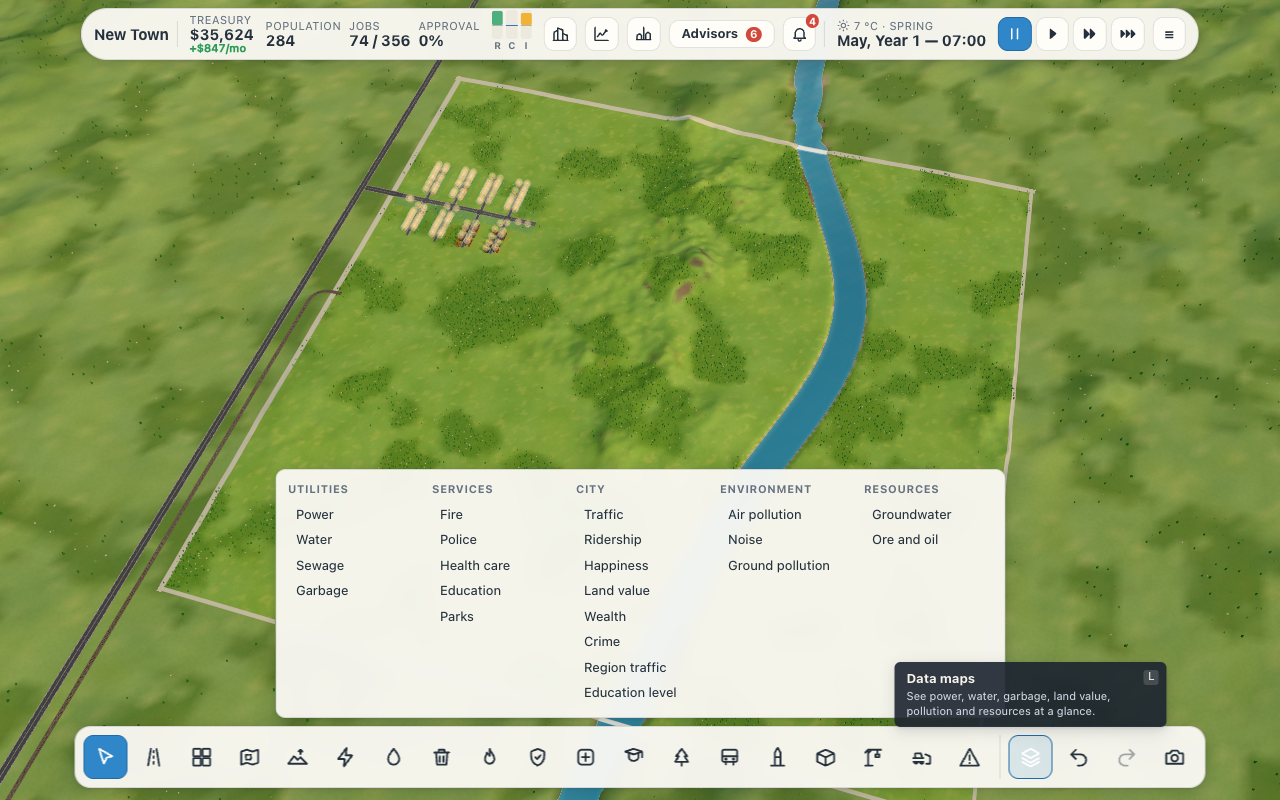 New Town
TREASURY
$35,624
+$847/mo
POPULATION
284
JOBS
74 / 356
APPROVAL
0%
R C I
Advisors 6
4
7 °C · SPRING
May, Year 1 — 07:00
UTILITIES
Power
Water
Sewage
Garbage
SERVICES
Fire
Police
Health care
Education
Parks
CITY
Traffic
Ridership
Happiness
Land value
Wealth
Crime
Region traffic
Education level
ENVIRONMENT
Air pollution
Noise
Ground pollution
RESOURCES
Groundwater
Ore and oil
Data maps L
See power, water, garbage, land value,
pollution and resources at a glance.